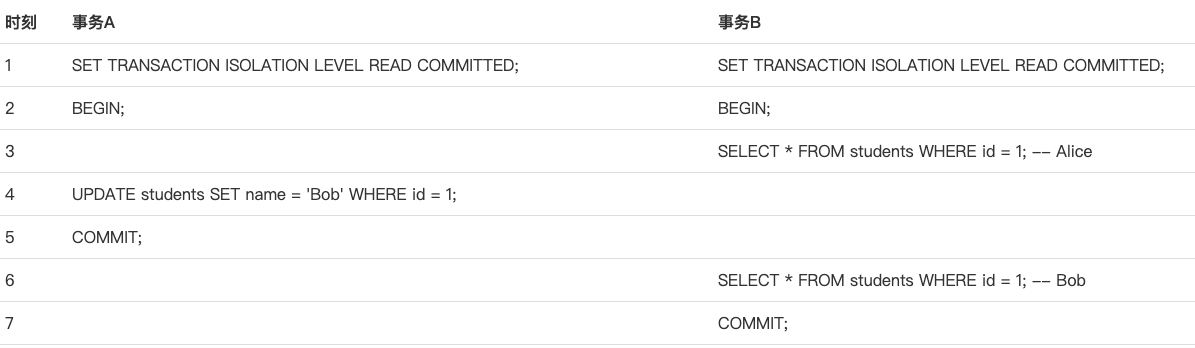 时刻 事务A 事务B
1 SET TRANSACTION ISOLATION LEVEL READ COMMITTED; SET TRANSACTION ISOLATION LEVEL READ COMMITTED;
2 BEGIN; BEGIN;
3 SELECT * FROM students WHERE id = 1; -- Alice
4 UPDATE students SET name = 'Bob' WHERE id = 1;
5 COMMIT;
6 SELECT * FROM students WHERE id = 1; -- Bob
7 COMMIT;